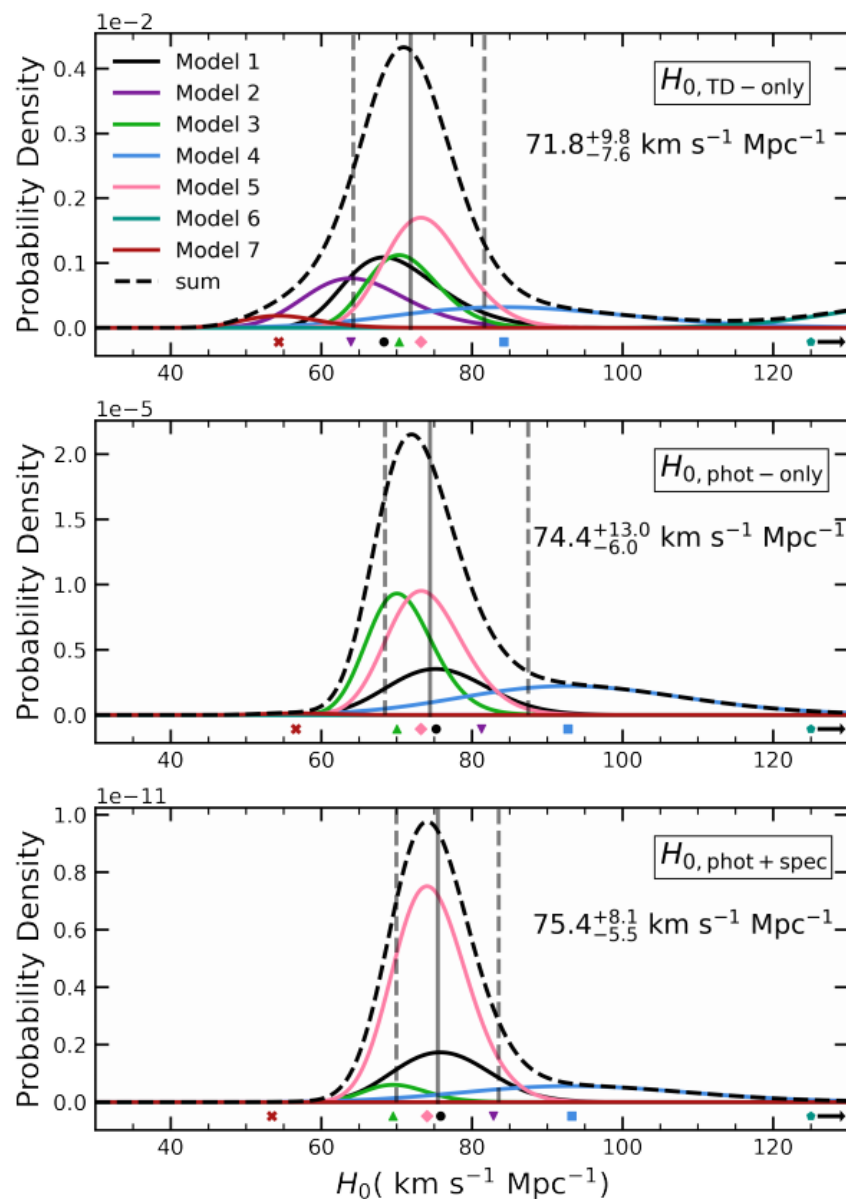 1e-2
0.4
0.3
0.2
0.1
0.0
Probability Density
Model 1
Model 2
Model 3
Model 4
Model 5
Model 6
Model 7
sum
H₀, TD − only
71.8 +9.8 −7.6 km s⁻¹ Mpc⁻¹
40 60 80 100 120
1e-5
2.0
1.5
1.0
0.5
0.0
Probability Density
H₀, phot − only
74.4 +13.0 −6.0 km s⁻¹ Mpc⁻¹
40 60 80 100 120
1e-11
1.0
0.8
0.6
0.4
0.2
0.0
Probability Density
H₀, phot + spec
75.4 +8.1 −5.5 km s⁻¹ Mpc⁻¹
40 60 80 100 120
H₀( km s⁻¹ Mpc⁻¹)